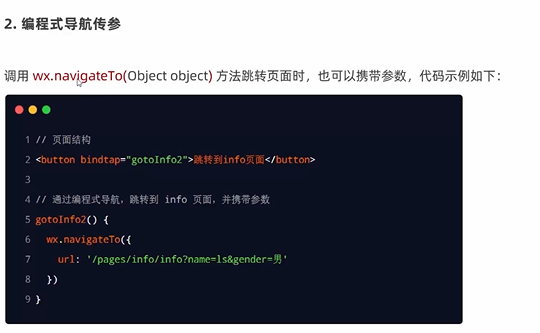 2. 编程式导航传参
调用 wx.navigateTo(Object object) 方法跳转页面时，也可以携带参数，代码示例如下：
1 // 页面结构
2 <button bindtap="gotoInfo2">跳转到info页面</button>
3
4 // 通过编程式导航，跳转到 info 页面，并携带参数
5 gotoInfo2() {
6   wx.navigateTo({
7     url: '/pages/info/info?name=ls&gender=男'
8   })
9 }